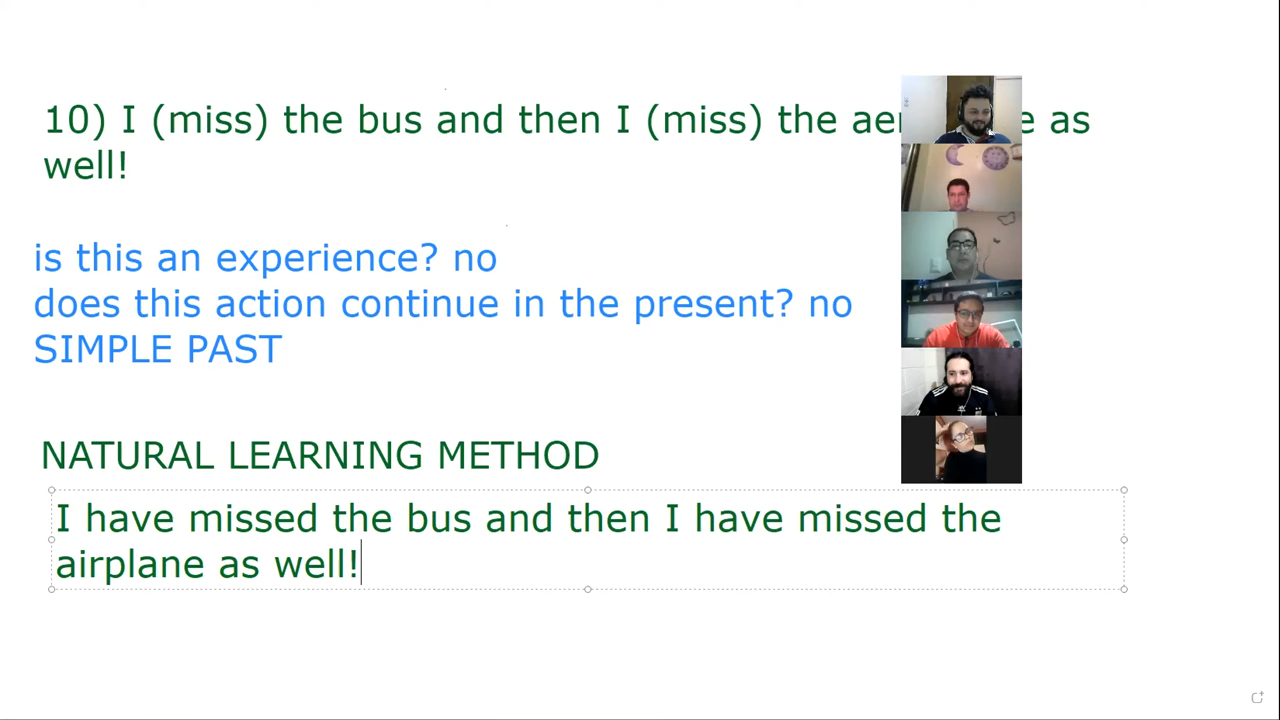 10) I (miss) the bus and then I (miss) the as
well!
is this an experience? no
does this action continue in the present? no
SIMPLE PAST
NATURAL LEARNING METHOD
I have missed the bus and then I have missed the
airplane as well!